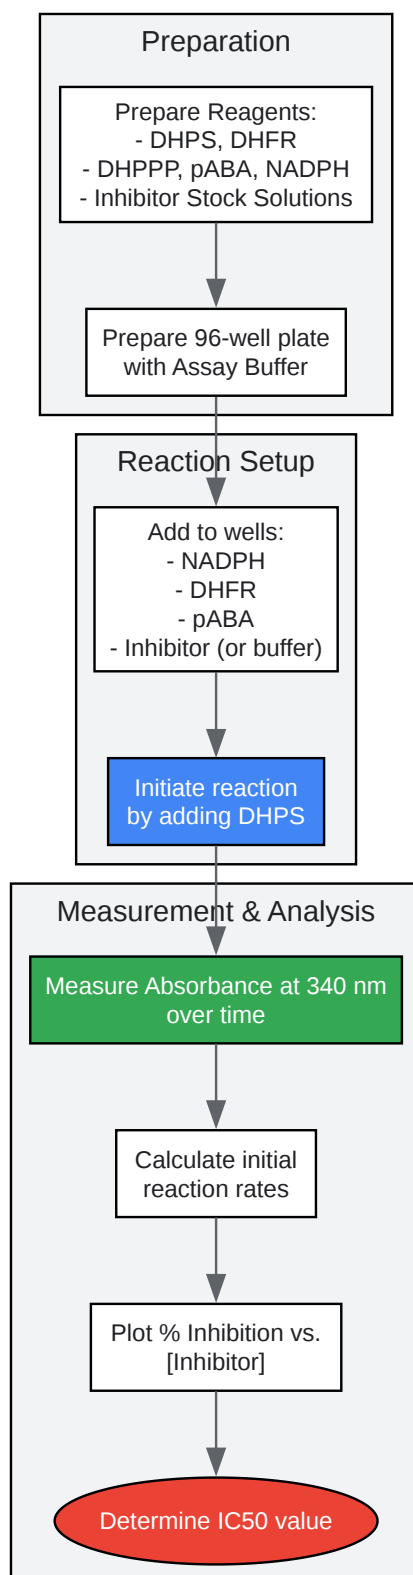 Preparation
Prepare Reagents:
- DHPS, DHFR
- DHPPP, pABA, NADPH
- Inhibitor Stock Solutions
Prepare 96-well plate
with Assay Buffer
Reaction Setup
Add to wells:
- NADPH
- DHFR
- pABA
- Inhibitor (or buffer)
Initiate reaction
by adding DHPS
Measurement & Analysis
Measure Absorbance at 340 nm
over time
Calculate initial
reaction rates
Plot % Inhibition vs.
[Inhibitor]
Determine IC50 value